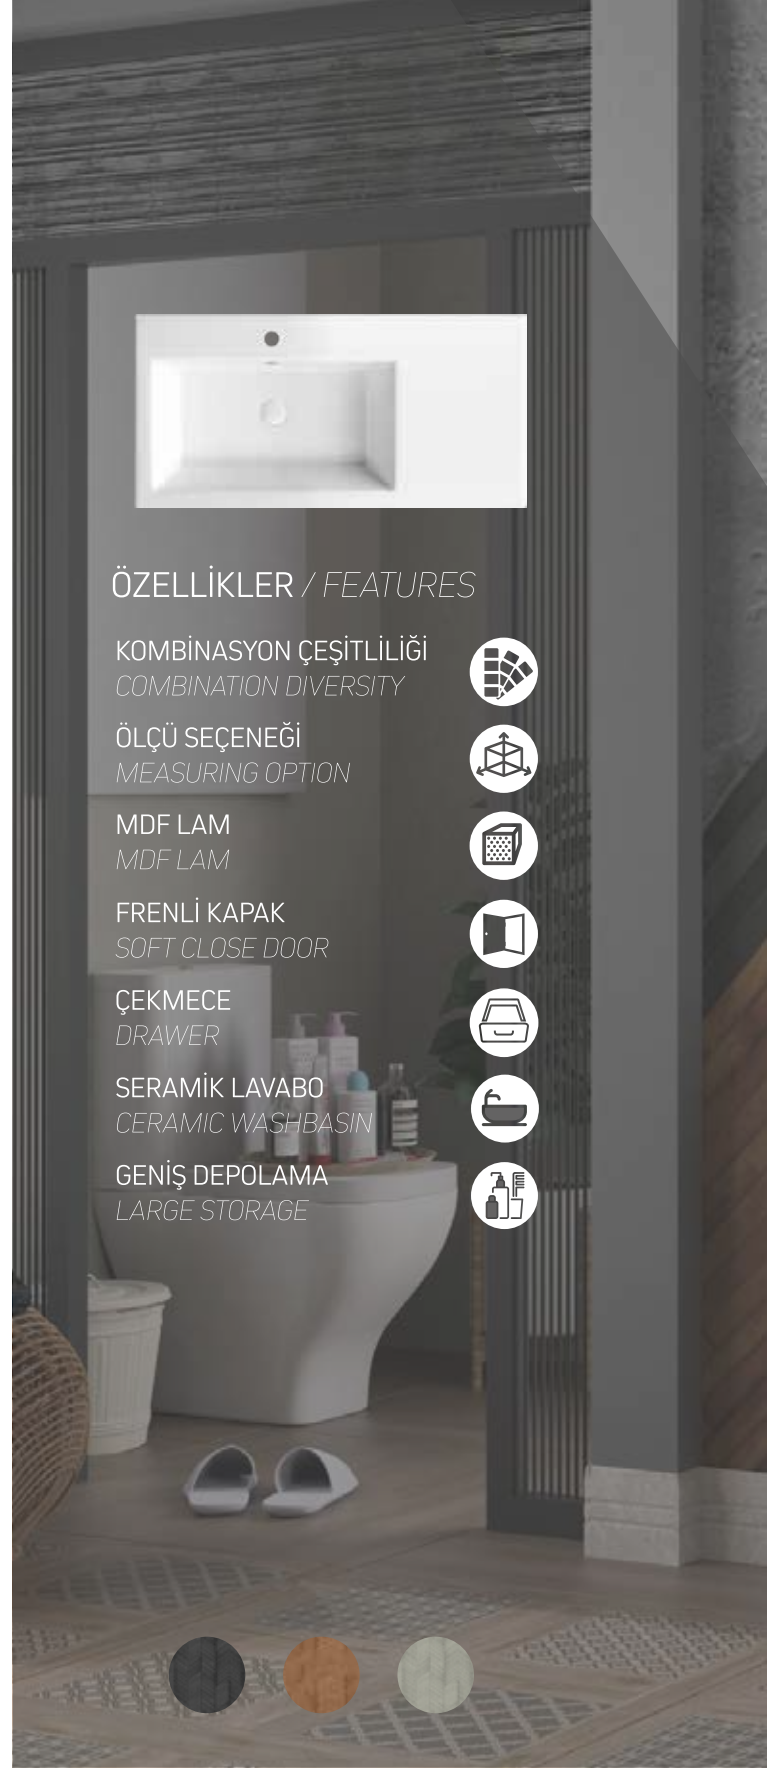 ÖZELLİKLER / FEATURES
KOMBİNASYON ÇEŞİTLİLİĞİ
COMBINATION DIVERSITY
ÖLÇÜ SEÇENEĞİ
MEASURING OPTION
MDF LAM
MDF LAM
FRENLİ KAPAK
SOFT CLOSE DOOR
ÇEKMECE
DRAWER
SERAMİK LAVABO
CERAMIC WASHBASIN
GENİŞ DEPOLAMA
LARGE STORAGE